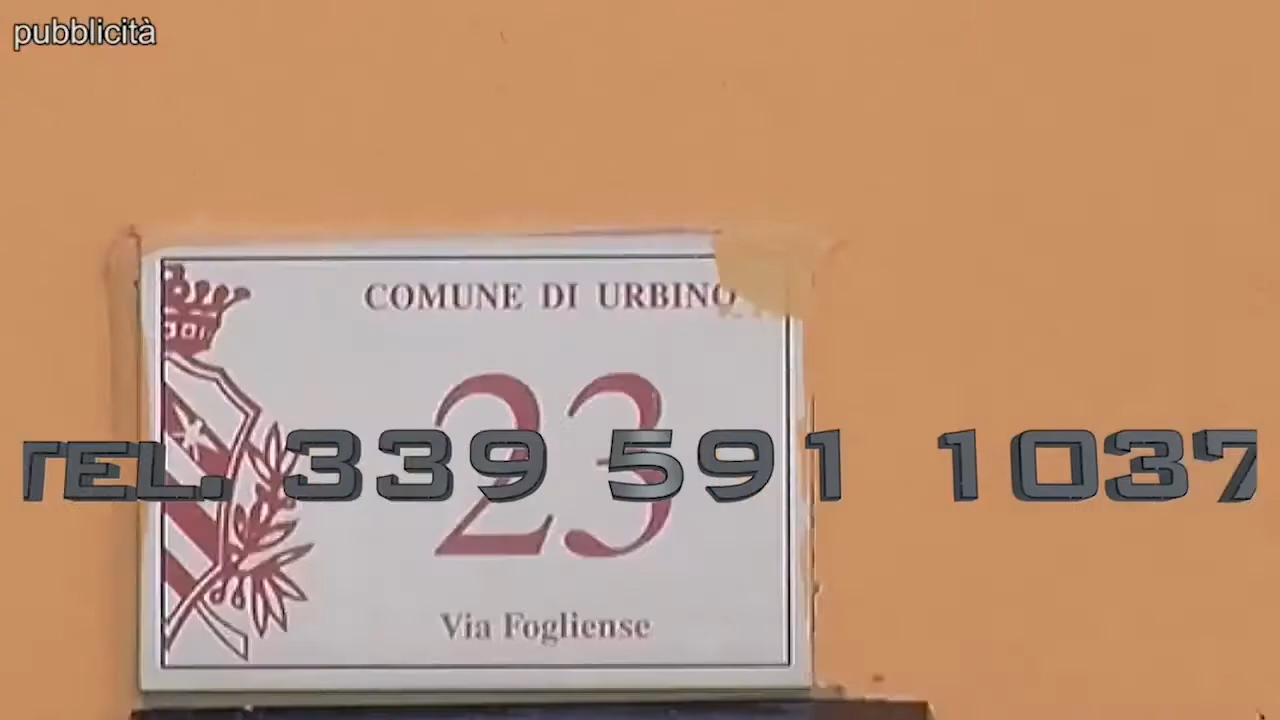 pubblicità
COMUNE DI URBINO
23
TEL. 339 591 1037
Via Fogliense